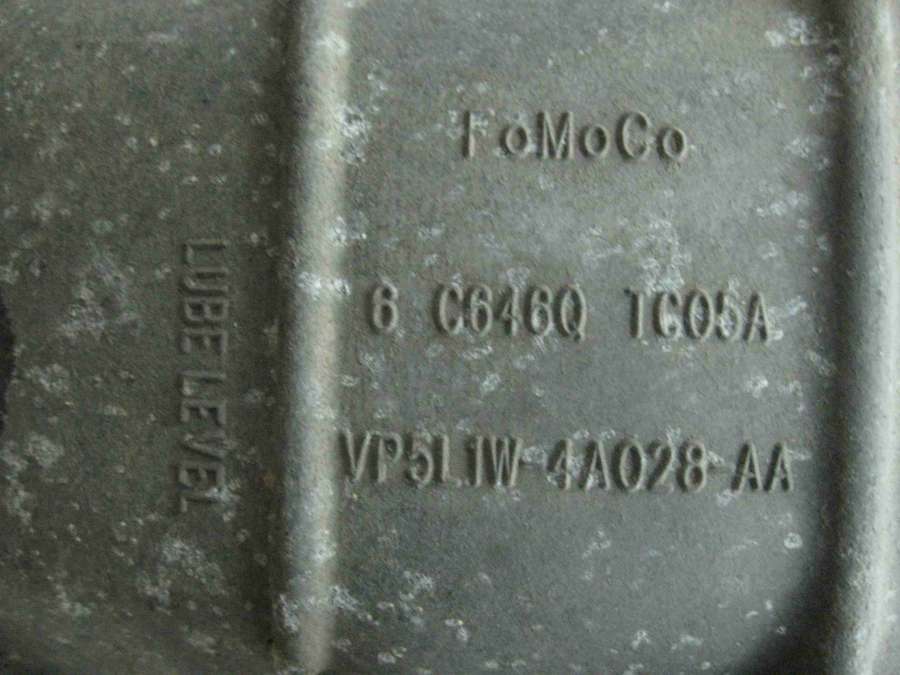 FoMoCo
6 C646Q TC05A
VP5L1W-4A028-AA
LUBE LEVEL